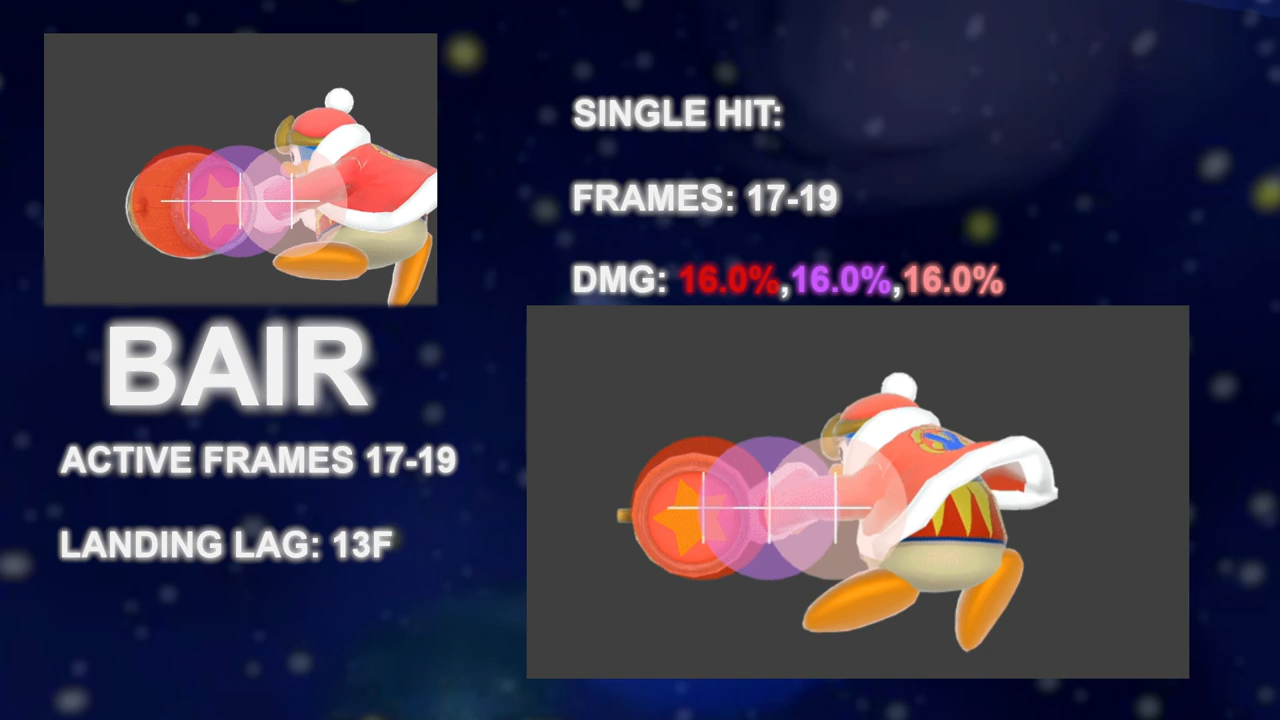 SINGLE HIT:
FRAMES: 17-19
DMG: 16.0%,16.0%,16.0%
BAIR
ACTIVE FRAMES 17-19
LANDING LAG: 13F